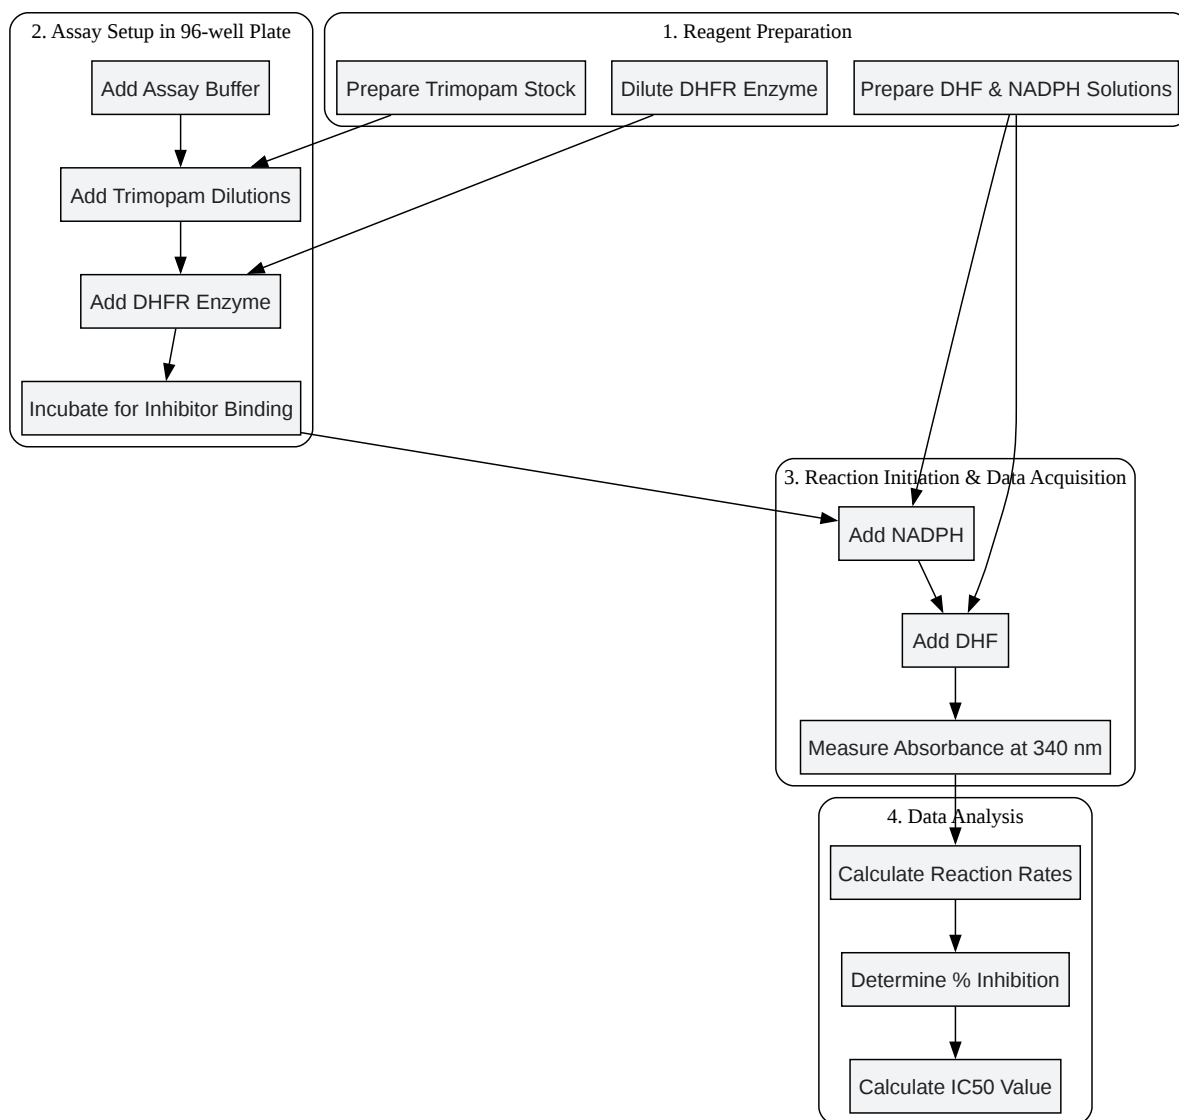 2. Assay Setup in 96-well Plate
Add Assay Buffer
Add Trimopam Dilutions
Add DHFR Enzyme
Incubate for Inhibitor Binding
1. Reagent Preparation
Prepare Trimopam Stock
Dilute DHFR Enzyme
Prepare DHF & NADPH Solutions
3. Reaction Initiation & Data Acquisition
Add NADPH
Add DHF
Measure Absorbance at 340 nm
4. Data Analysis
Calculate Reaction Rates
Determine % Inhibition
Calculate IC50 Value